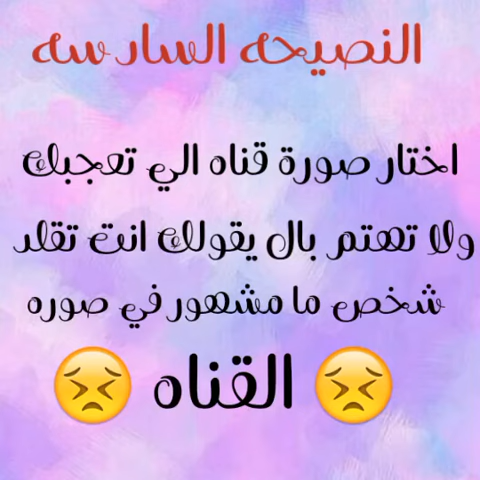 النصيحه السادسه
اختار صورة قناه الي تعجبك
ولا تهتم بال يقولك انت تقلد
شخص ما مشهور في صوره
😣 القناه 😣